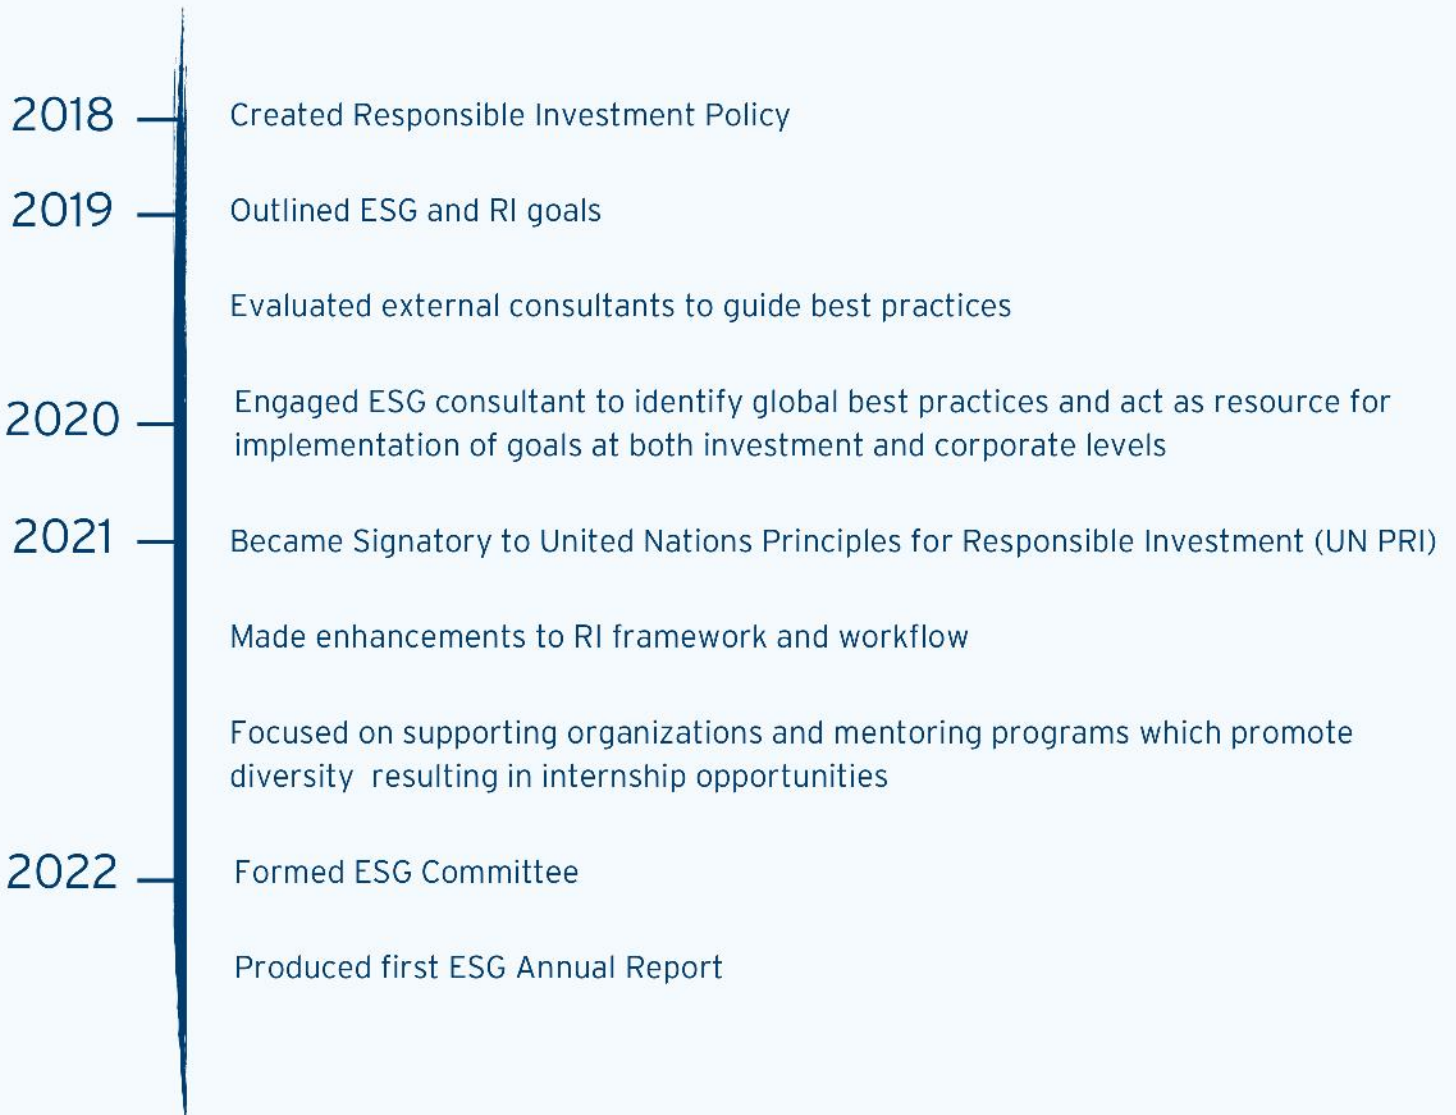 2018 Created Responsible Investment Policy
2019 Outlined ESG and RI goals
Evaluated external consultants to guide best practices
2020 Engaged ESG consultant to identify global best practices and act as resource for
implementation of goals at both investment and corporate levels
2021 Became Signatory to United Nations Principles for Responsible Investment (UN PRI)
Made enhancements to RI framework and workflow
Focused on supporting organizations and mentoring programs which promote
diversity  resulting in internship opportunities
2022 Formed ESG Committee
Produced first ESG Annual Report